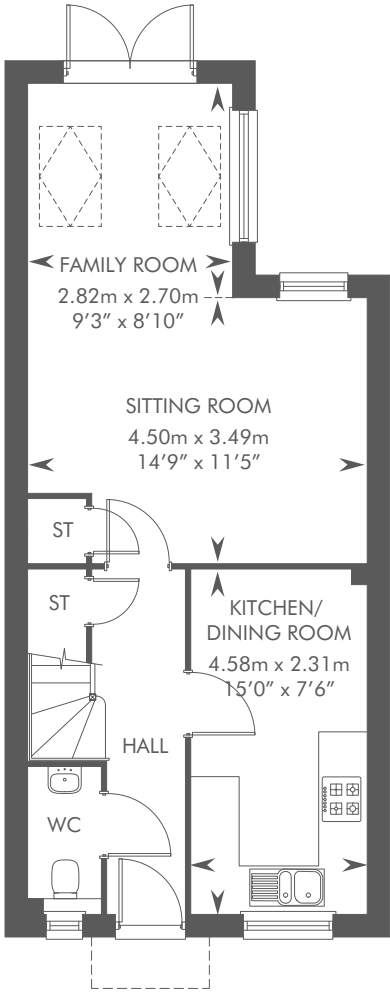 FAMILY ROOM
2.82m x 2.70m
9’3” x 8’10”
SITTING ROOM
4.50m x 3.49m
14’9” x 11’5”
ST
ST
KITCHEN/
DINING ROOM
4.58m x 2.31m
15’0” x 7’6”
HALL
WC